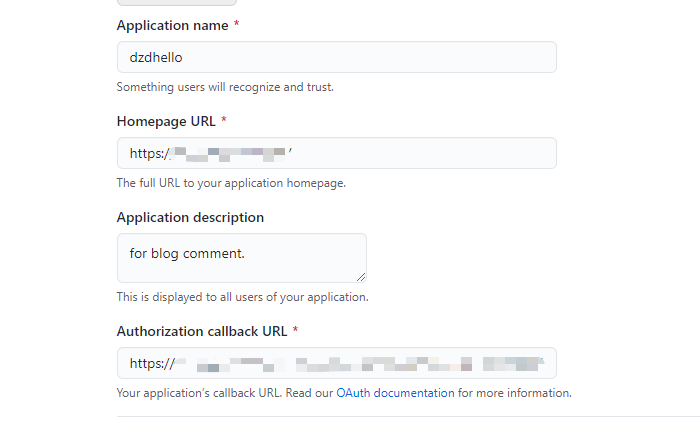 Application name *
dzdhello
Something users will recognize and trust.
Homepage URL *
https:/
The full URL to your application homepage.
Application description
for blog comment.
This is displayed to all users of your application.
Authorization callback URL *
https://
Your application's callback URL. Read our OAuth documentation for more information.